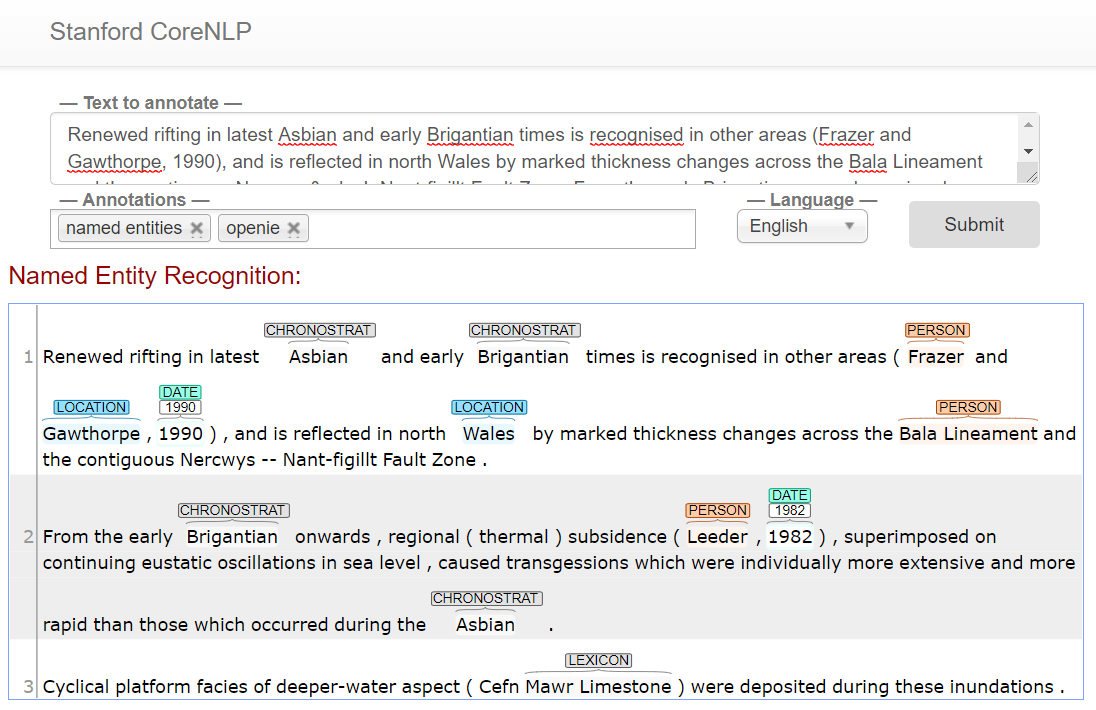 Stanford CoreNLP
— Text to annotate —
Renewed rifting in latest Asbian and early Brigantian times is recognised in other areas (Frazer and
Gawthorpe, 1990), and is reflected in north Wales by marked thickness changes across the Bala Lineament
— Annotations —
— Language —
named entities
openie
English
Submit
Named Entity Recognition:
CHRONOSTRAT CHRONOSTRAT PERSON
1 Renewed rifting in latest Asbian and early Brigantian times is recognised in other areas ( Frazer and
DATE
LOCATION 1990 LOCATION PERSON
Gawthorpe , 1990 ) , and is reflected in north Wales by marked thickness changes across the Bala Lineament and
the contiguous Nercwys -- Nant-figillt Fault Zone .
DATE
CHRONOSTRAT PERSON 1982
2 From the early Brigantian onwards , regional ( thermal ) subsidence ( Leeder , 1982 ) , superimposed on
continuing eustatic oscillations in sea level , caused transgessions which were individually more extensive and more
CHRONOSTRAT
rapid than those which occurred during the Asbian .
LEXICON
3 Cyclical platform facies of deeper-water aspect ( Cefn Mawr Limestone ) were deposited during these inundations .